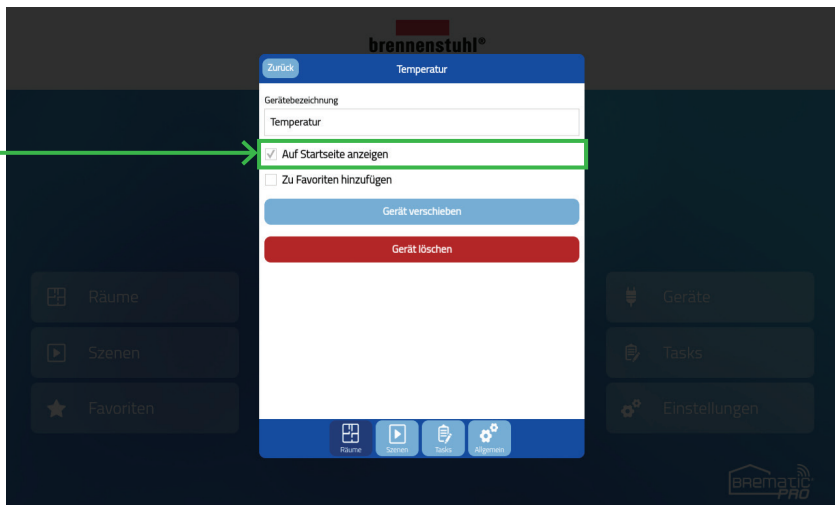 brennenstuhl®
Zurück
Temperatur
Gerätebezeichnung
Temperatur
Auf Startseite anzeigen
Zu Favoriten hinzufügen
Gerät verschieben
Gerät löschen
Räume
Szenen
Favoriten
Geräte
Tasks
Einstellungen
Räume
Szenen
Tasks
Allgemein
BREMATIC
PRO